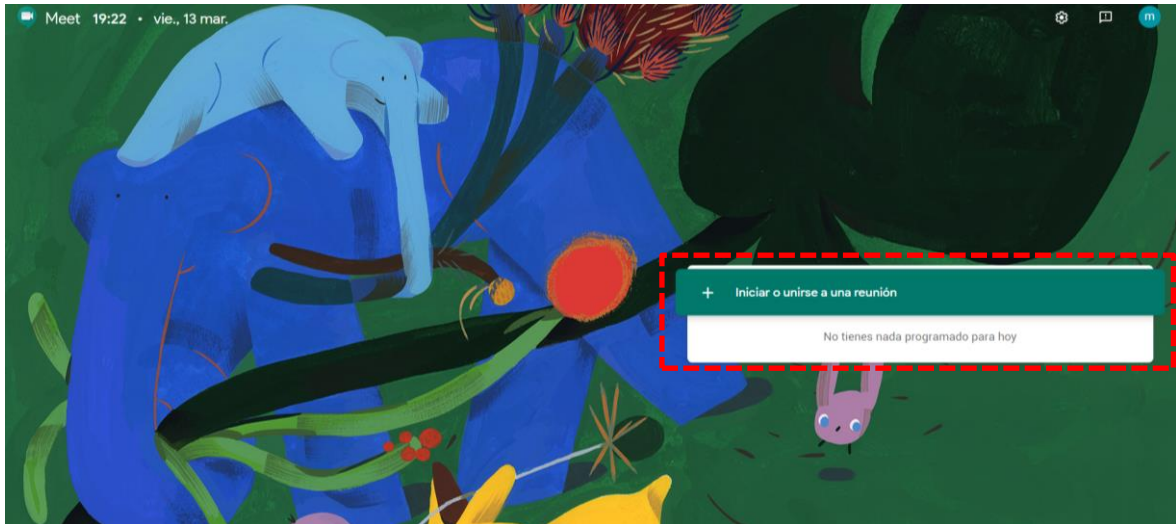 Meet 19:22 • vie., 13 mar.
m
+ Iniciar o unirse a una reunión
No tienes nada programado para hoy